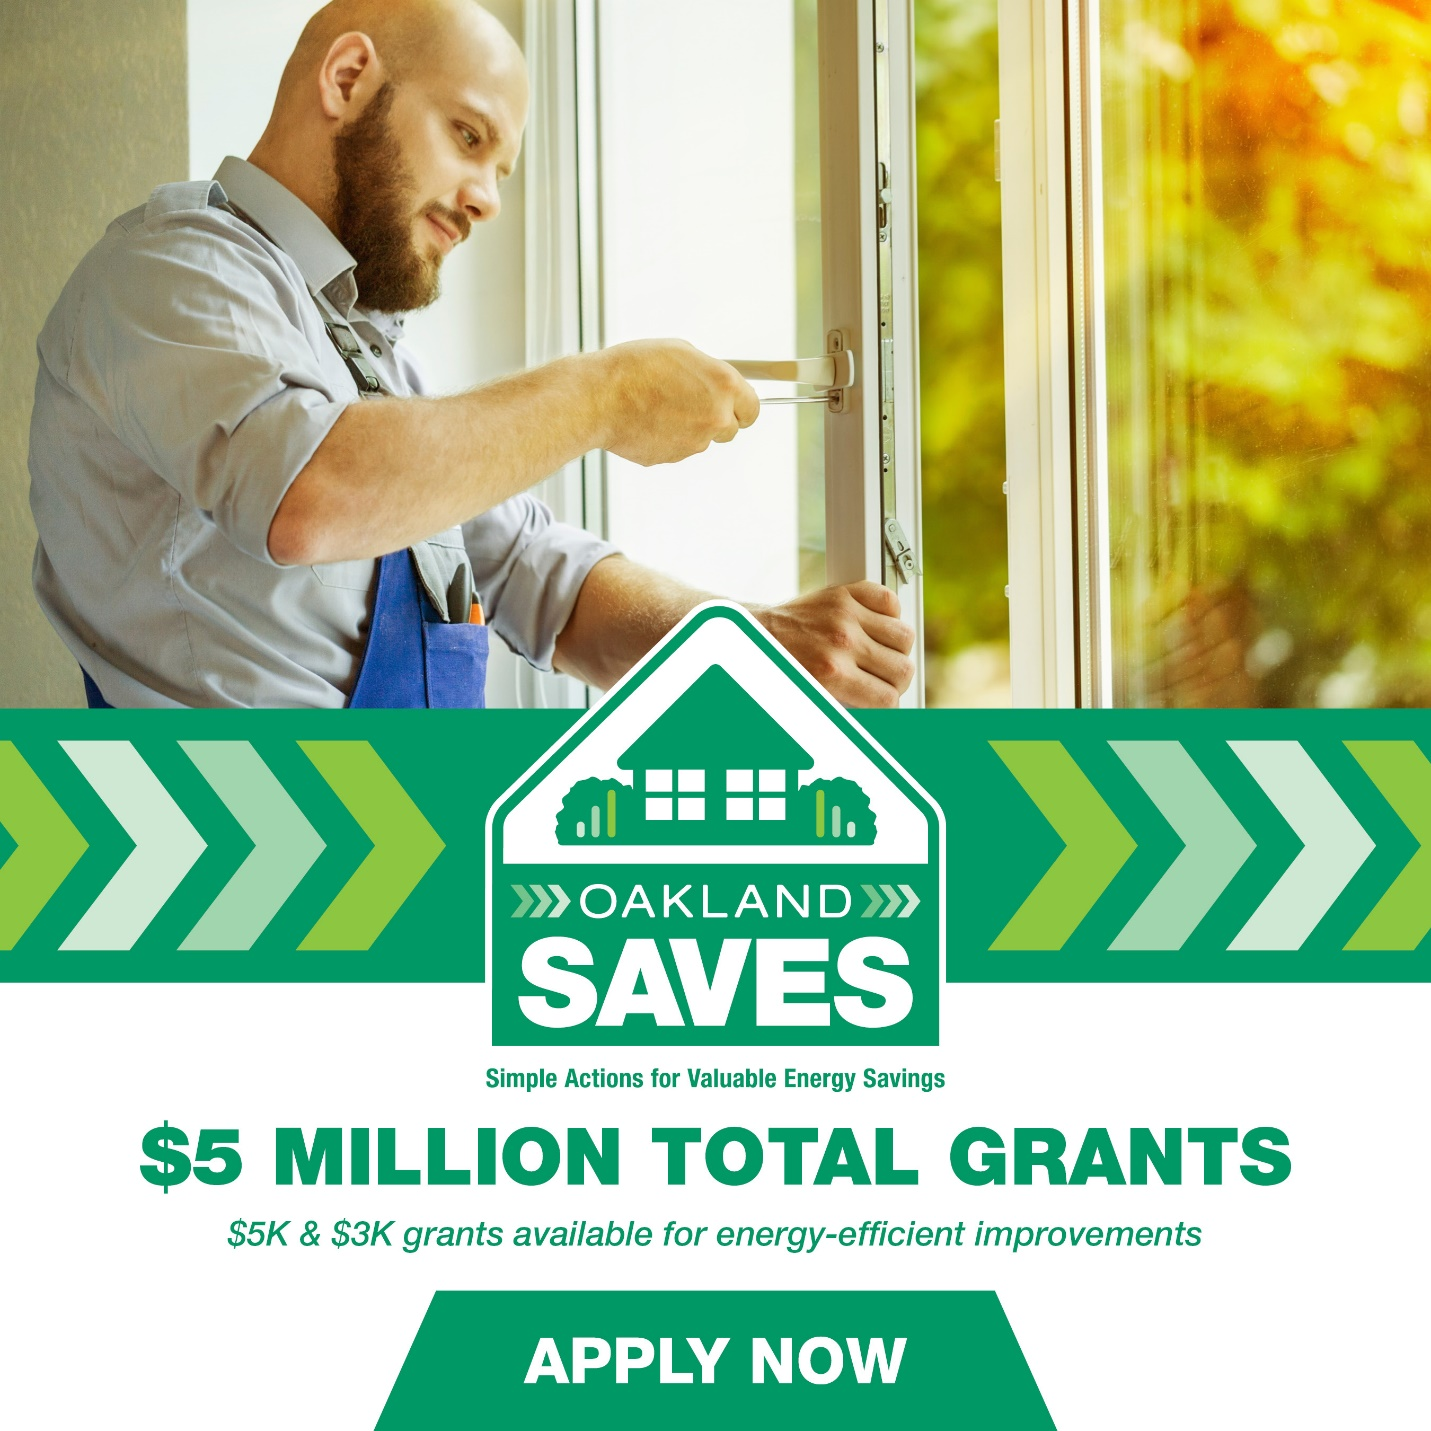 OAKLAND
SAVES
Simple Actions for Valuable Energy Savings
$5 MILLION TOTAL GRANTS
$5K & $3K grants available for energy-efficient improvements
APPLY NOW